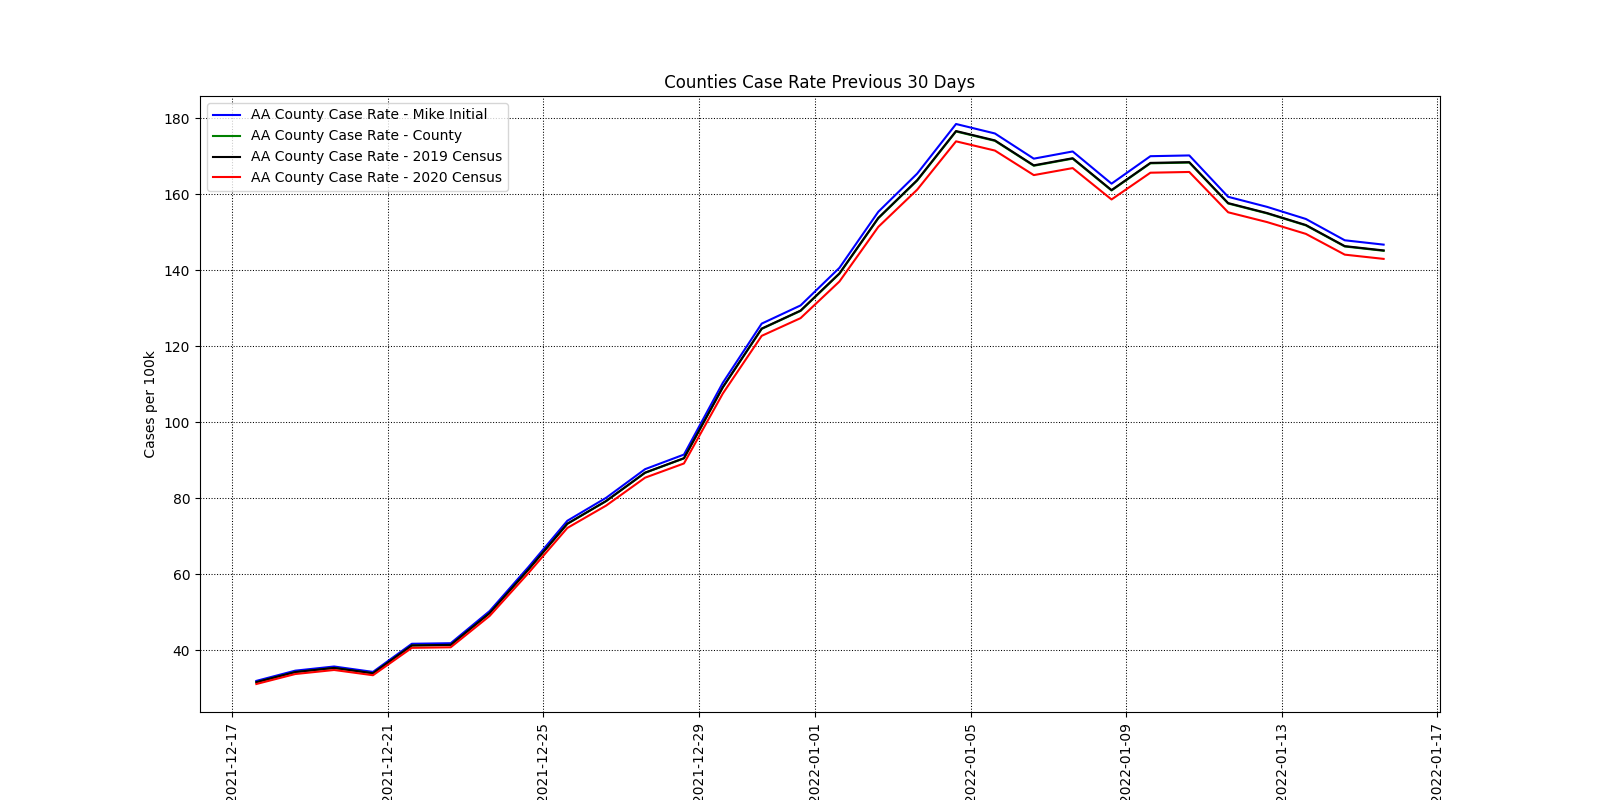 Counties Case Rate Previous 30 Days
AA County Case Rate - Mike Initial
AA County Case Rate - County
AA County Case Rate - 2019 Census
AA County Case Rate - 2020 Census
Cases per 100k
180
160
140
120
100
80
60
40
2021-12-17
2021-12-21
2021-12-25
2021-12-29
2022-01-01
2022-01-05
2022-01-09
2022-01-13
2022-01-17